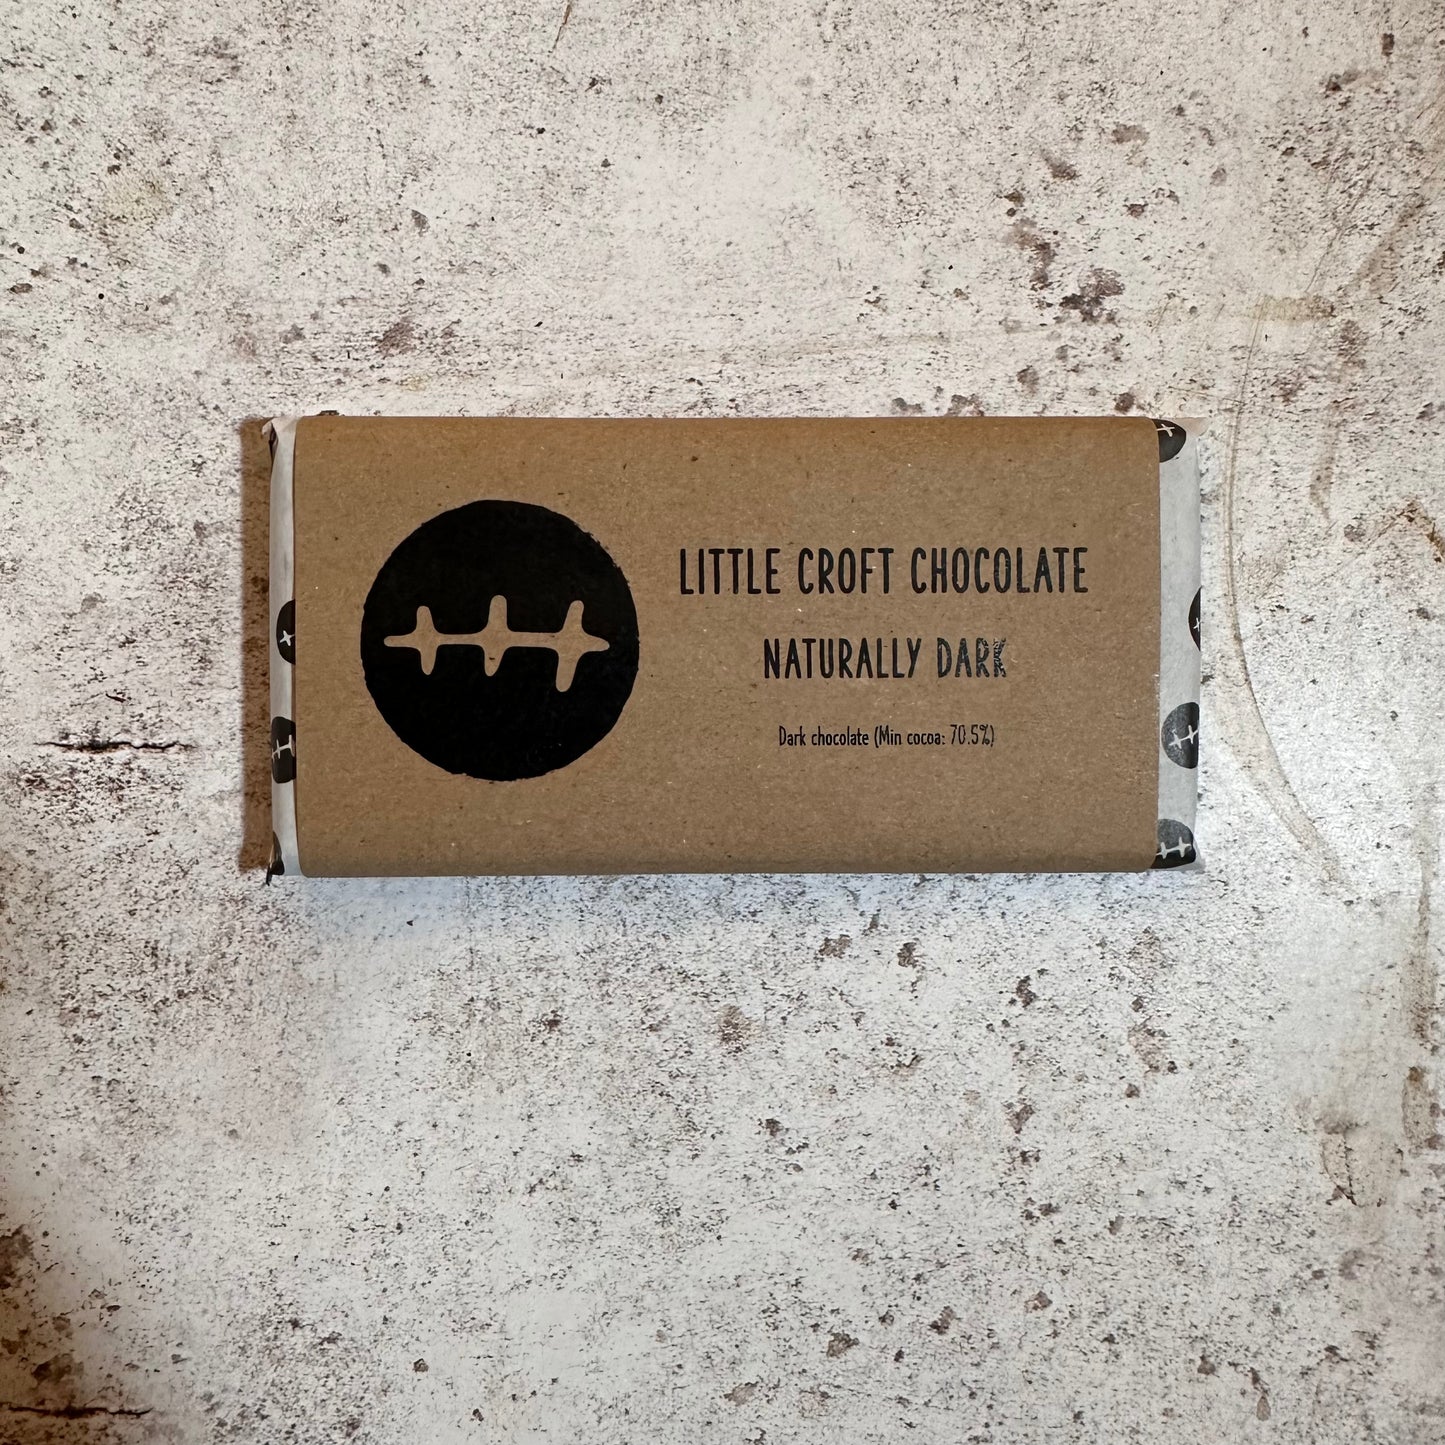 LITTLE CROFT CHOCOLATE
NATURALLY DARK
Dark chocolate (Min cocoa: 70.5%)